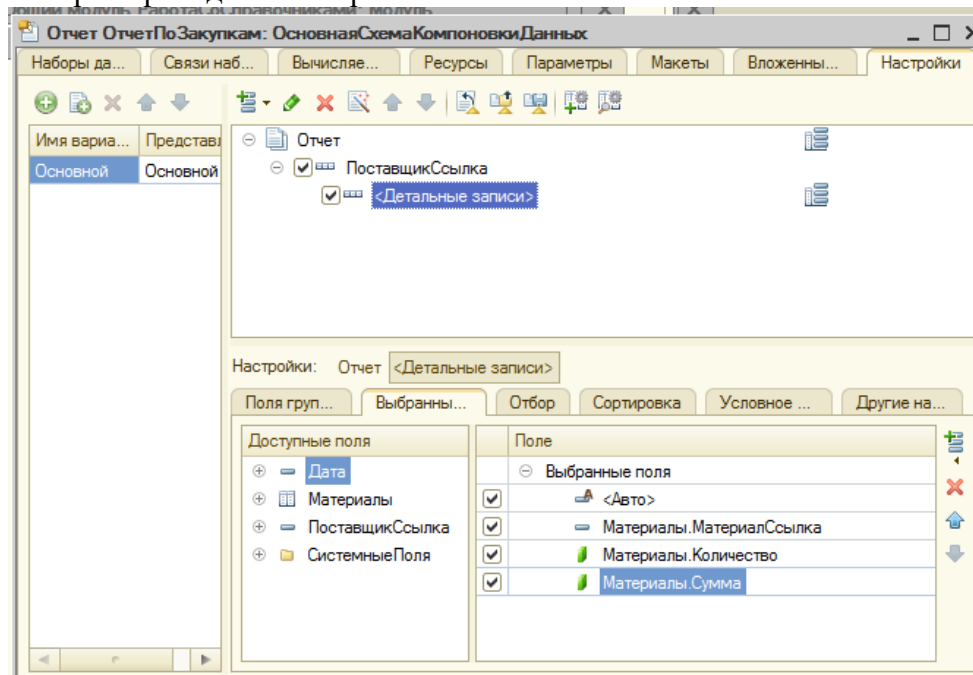 Отчет ОтчетПоЗакупкам: ОсновнаяСхемаКомпоновкиДанных
Наборы да... Связи наб... Вычисляе... Ресурсы Параметры Макеты Вложенны... Настройки
Имя вариа... Представл
Отчет
Основной Основной
ПоставщикСсылка
<Детальные записи>
Настройки: Отчет <Детальные записи>
Поля груп... Выбранны... Отбор Сортировка Условное ... Другие на...
Доступные поля Поле
Дата Выбранные поля
Материалы <Авто>
ПоставщикСсылка Материалы.МатериалСсылка
СистемныеПоля Материалы.Количество
Материалы.Сумма